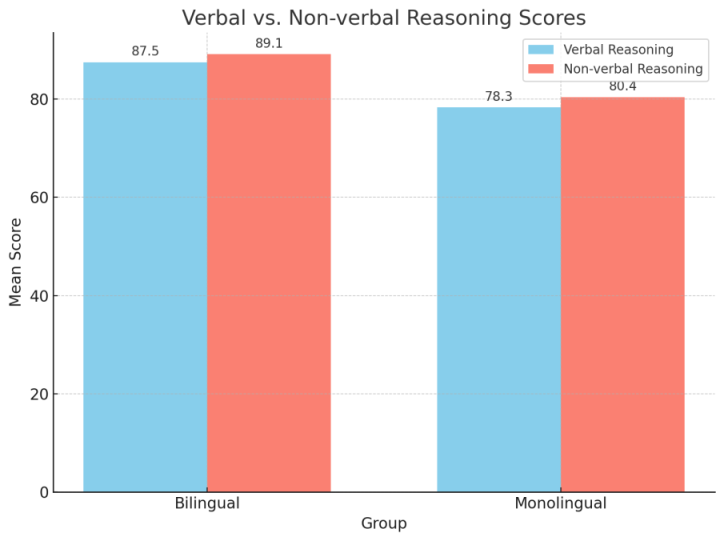 Verbal vs. Non-verbal Reasoning Scores
Verbal Reasoning
Non-verbal Reasoning
87.5
89.1
78.3
80.4
Mean Score
80
60
40
20
0
Bilingual
Monolingual
Group